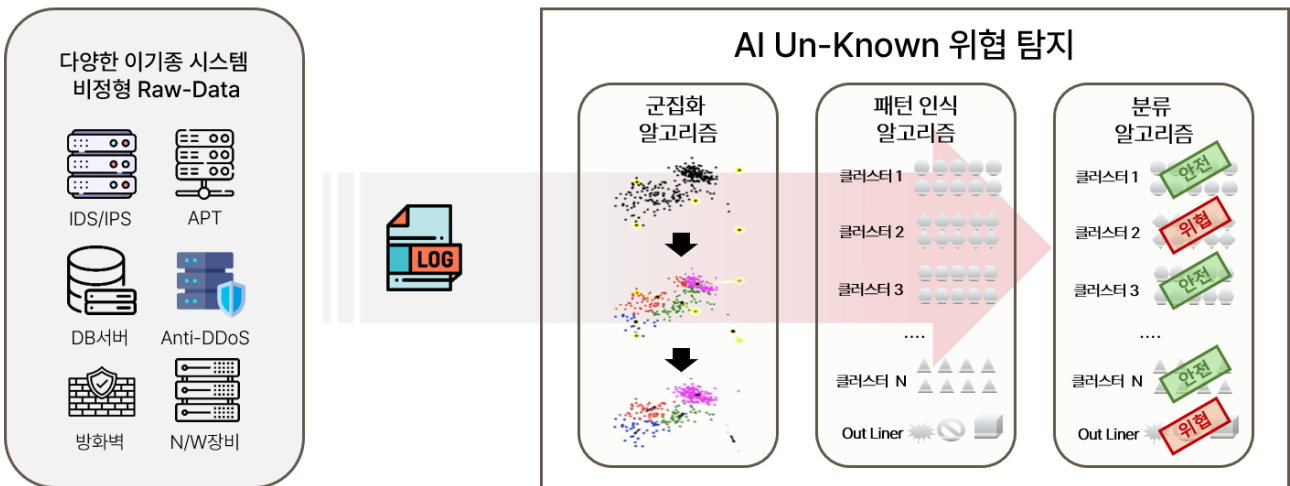 다양한 이기종 시스템
비정형 Raw-Data
IDS/IPS
APT
DB서버
Anti-DDoS
방화벽
N/W장비
LOG
AI Un-Known 위협 탐지
군집화
알고리즘
패턴 인식
알고리즘
클러스터 1
클러스터 2
클러스터 3
....
클러스터 N
Out Liner
분류
알고리즘
클러스터 1
안전
클러스터 2
위협
클러스터 3
안전
....
클러스터 N
안전
Out Liner
위협